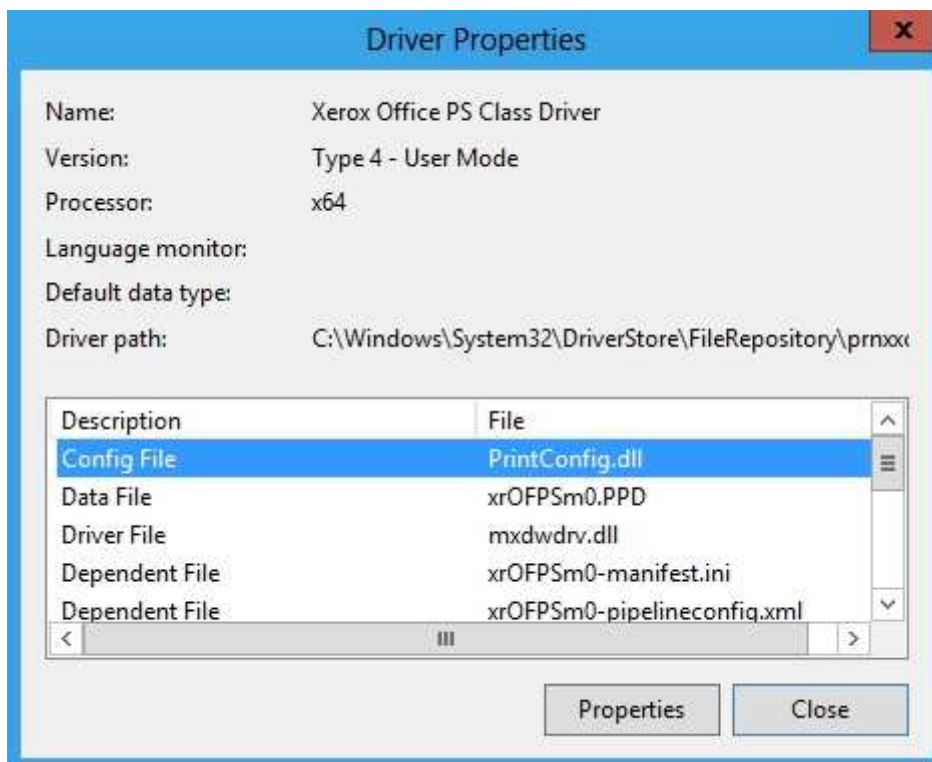 Driver Properties
x
Name: Xerox Office PS Class Driver
Version: Type 4 - User Mode
Processor: x64
Language monitor:
Default data type:
Driver path: C:\Windows\System32\DriverStore\FileRepository\prnxx
Description File
Config File PrintConfig.dll
Data File xrOFPSm0.PPD
Driver File mxdwdrv.dll
Dependent File xrOFPSm0-manifest.ini
Dependent File xrOFPSm0-pipelineconfig.xml
Properties Close